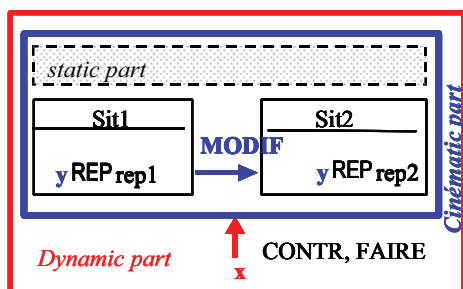 static part
Sit1
Sit2
MODIF
y REP rep1
y REP rep2
Cinématic part
Dynamic part
CONTR, FAIRE
x